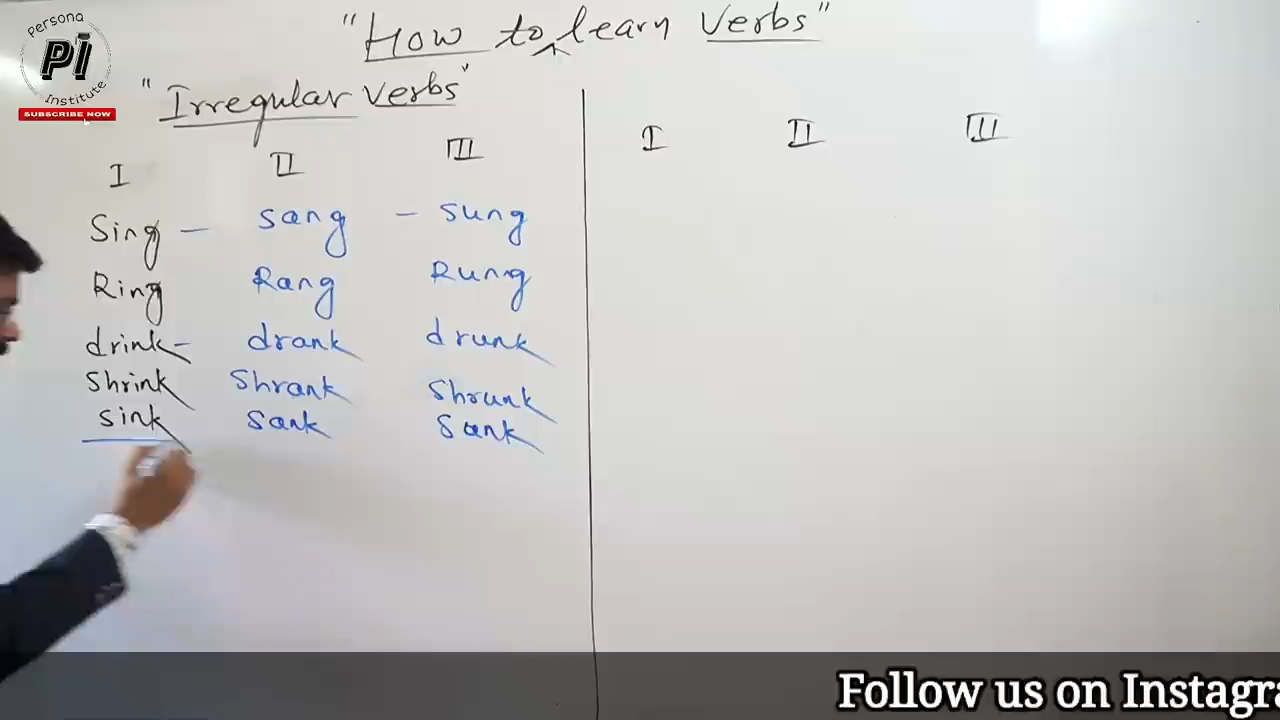 Persona
PI
Institute
SUBSCRIBE NOW
"How to ^ learn verbs"
"Irregular verbs"
I II III
Sing – sang – sung
Ring Rang Rung
drink – drank drunk
Shrink Shrank Shrunk
sink sank sank
I II III
Follow us on Instagra